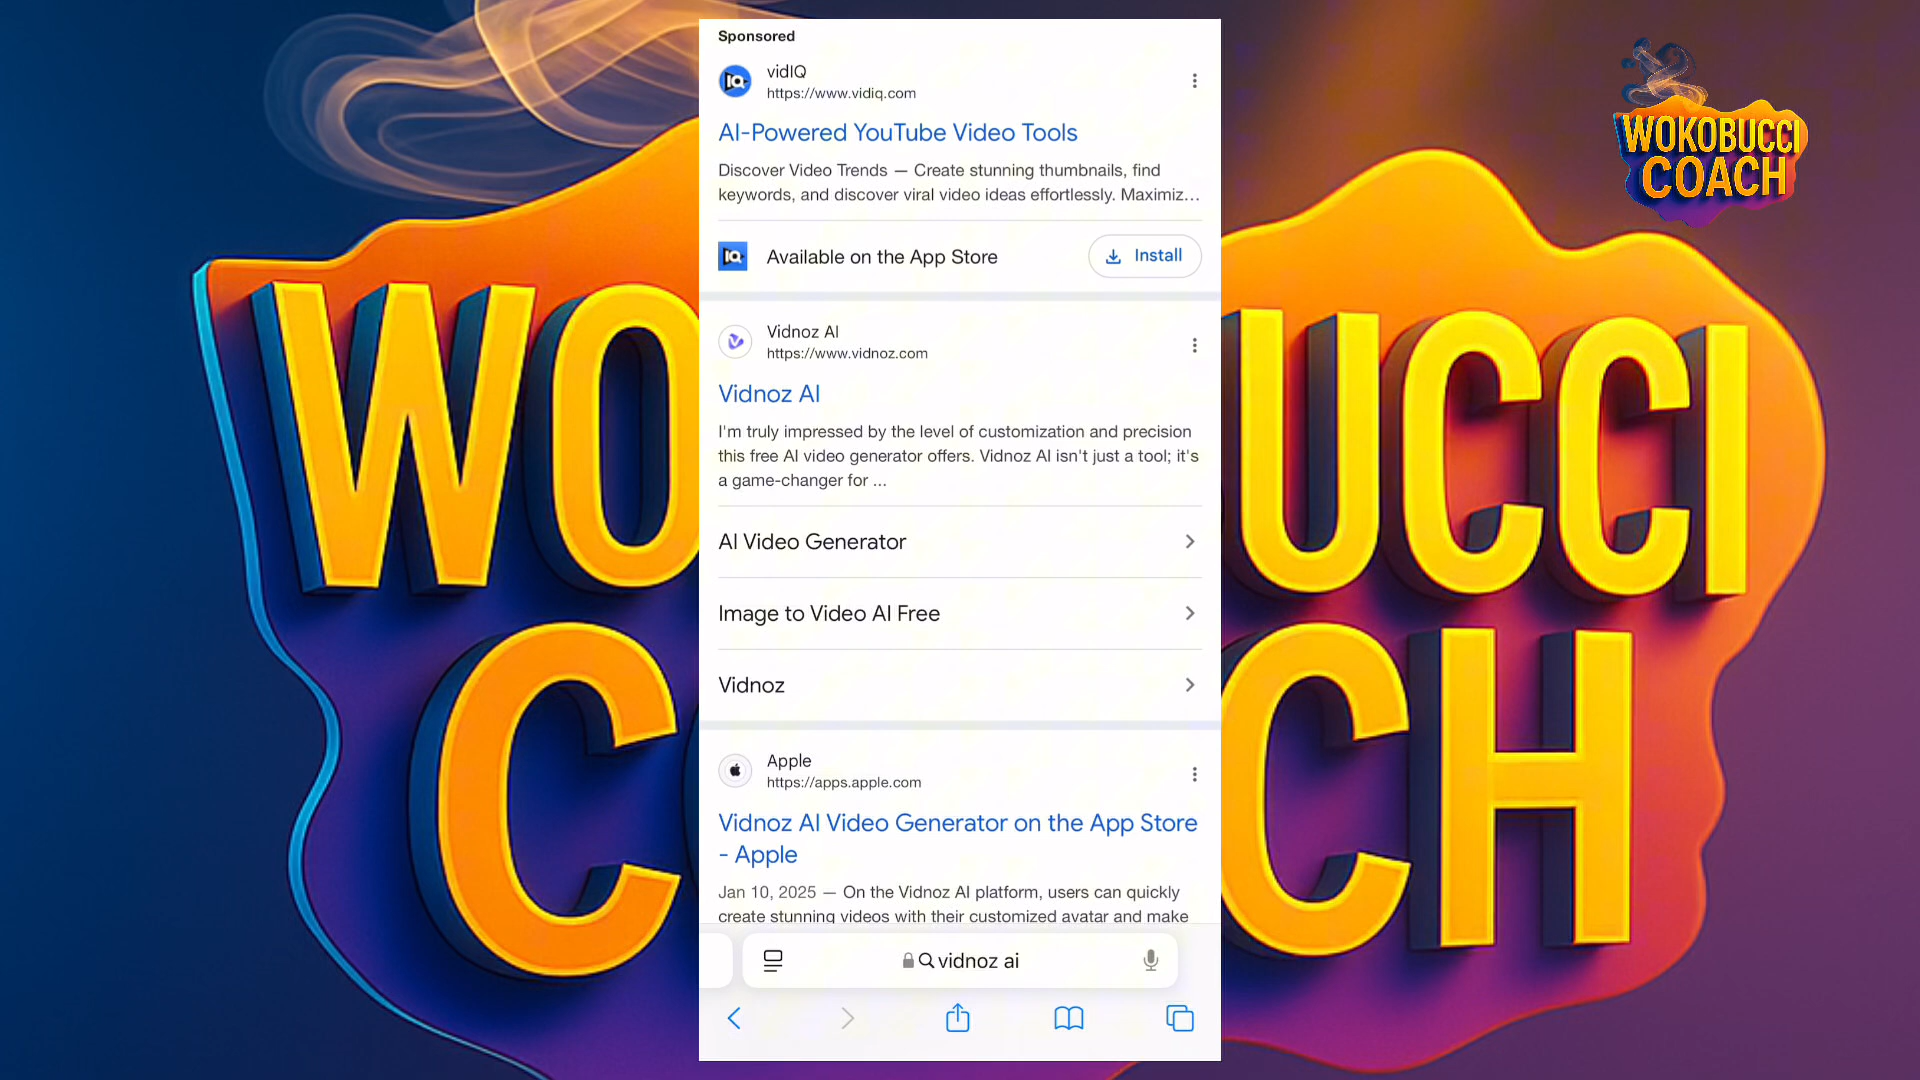 Sponsored
vidIQ
https://www.vidiq.com
AI-Powered YouTube Video Tools
Discover Video Trends — Create stunning thumbnails, find
keywords, and discover viral video ideas effortlessly. Maximiz...
IQ
Available on the App Store
Install
Vidnoz AI
https://www.vidnoz.com
Vidnoz AI
I'm truly impressed by the level of customization and precision
this free AI video generator offers. Vidnoz AI isn't just a tool; it's
a game-changer for ...
AI Video Generator
Image to Video AI Free
Vidnoz
Apple
https://apps.apple.com
Vidnoz AI Video Generator on the App Store
- Apple
Jan 10, 2025 — On the Vidnoz AI platform, users can quickly
create stunning videos with their customized avatar and make
vidnoz ai
WOKOBUCCI
COACH
WO UCCI
C CH